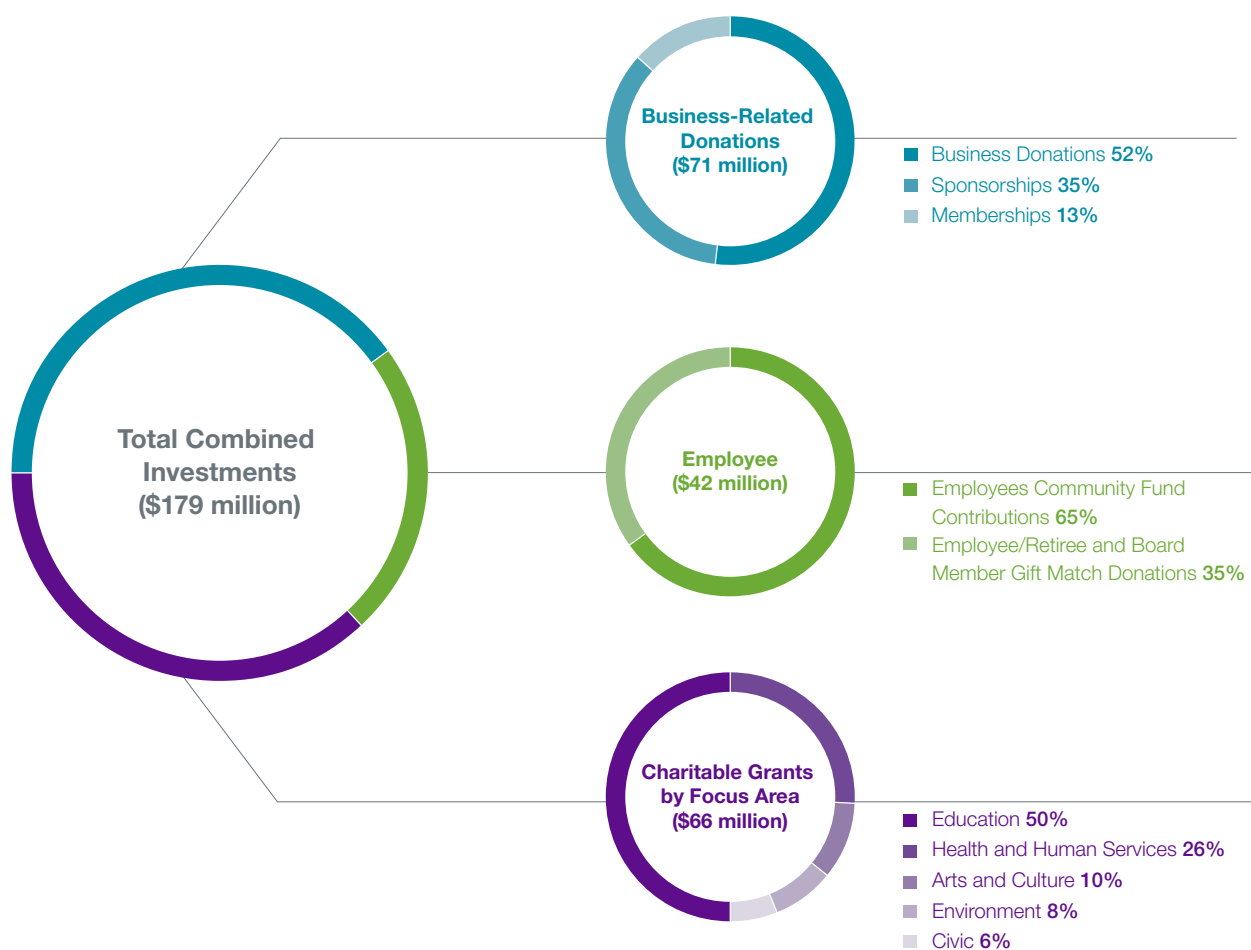 Business-Related
Donations
($71 million)
Business Donations 52%
Sponsorships 35%
Memberships 13%
Total Combined
Investments
($179 million)
Employee
($42 million)
Employees Community Fund
Contributions 65%
Employee/Retiree and Board
Member Gift Match Donations 35%
Charitable Grants
by Focus Area
($66 million)
Education 50%
Health and Human Services 26%
Arts and Culture 10%
Environment 8%
Civic 6%